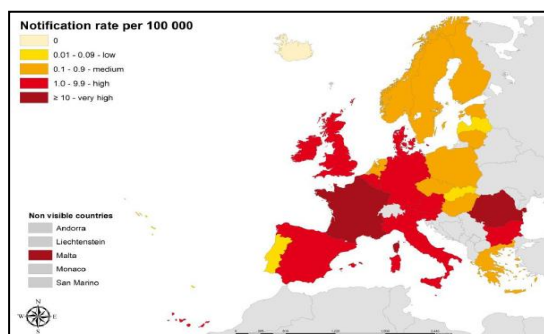 Notification rate per 100 000
0
0.01 - 0.09 - low
0.1 - 0.9 - medium
1.0 - 9.9 - high
≥ 10 - very high
Non visible countries
Andorra
Liechtenstein
Malta
Monaco
San Marino
N
W
E
S